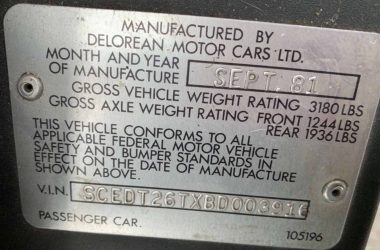 MANUFACTURED BY
DELOREAN MOTOR CARS LTD.
MONTH AND YEAR
OF MANUFACTURE SEPT. 81
GROSS VEHICLE WEIGHT RATING 3180 LBS
GROSS AXLE WEIGHT RATING FRONT 1244 LBS
REAR 1936 LBS
THIS VEHICLE CONFORMS TO ALL
APPLICABLE FEDERAL MOTOR VEHICLE
SAFETY AND BUMPER STANDARDS IN
EFFECT ON THE DATE OF MANUFACTURE
SHOWN ABOVE.
V.I.N. SCEDT26TXBD003916
PASSENGER CAR. 105196